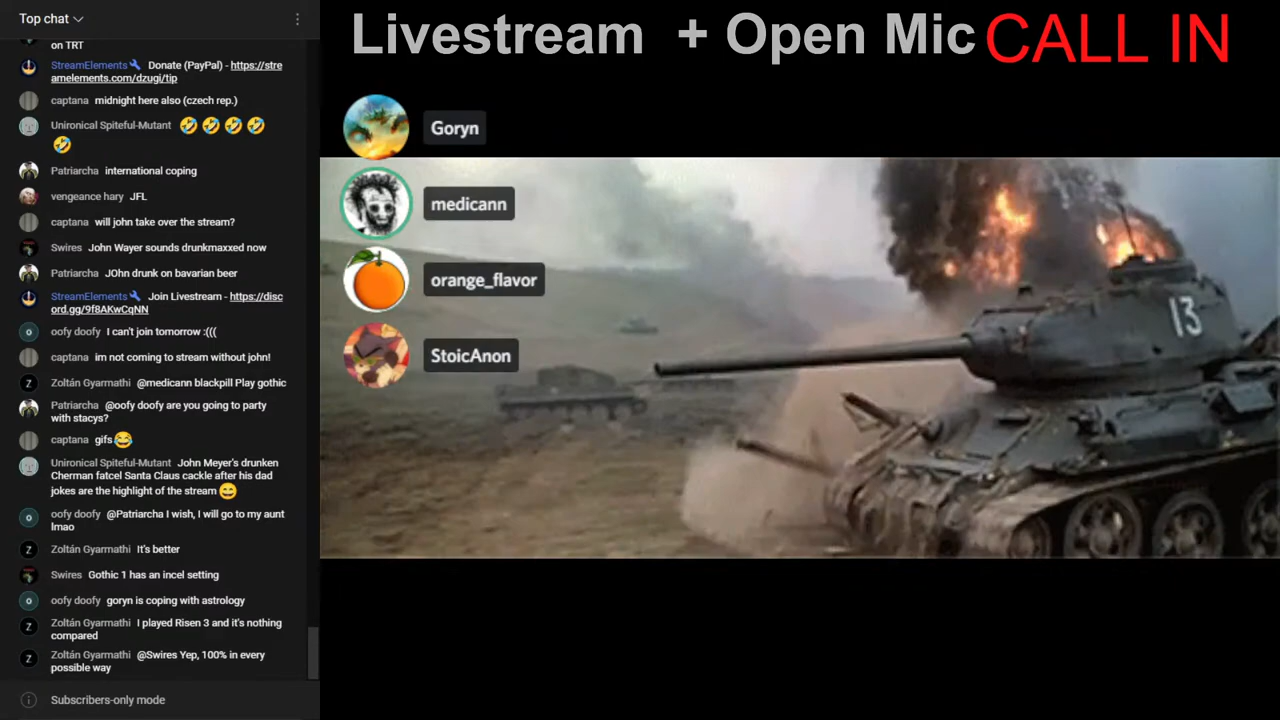 Top chat
on TRT
StreamElements Donate (PayPal) - https://stre
amelements.com/dzugi/tip
captana midnight here also (czech rep.)
Unironical Spiteful-Mutant 🤣 🤣 🤣 🤣
🤣
Patriarcha international coping
vengeance hary JFL
captana will john take over the stream?
Swires John Wayer sounds drunkmaxxed now
Patriarcha JOhn drunk on bavarian beer
StreamElements Join Livestream - https://disc
ord.gg/9f8AKwCqNN
oofy doofy I can't join tomorrow :(((
captana im not coming to stream without john!
Zoltán Gyarmathi @medicann blackpill Play gothic
Patriarcha @oofy doofy are you going to party
with stacys?
captana gifs😂
Unironical Spiteful-Mutant John Meyer's drunken
Cherman fatcel Santa Claus cackle after his dad
jokes are the highlight of the stream 😄
oofy doofy @Patriarcha I wish, I will go to my aunt
lmao
Zoltán Gyarmathi It's better
Swires Gothic 1 has an incel setting
oofy doofy goryn is coping with astrology
Zoltán Gyarmathi I played Risen 3 and it's nothing
compared
Zoltán Gyarmathi @Swires Yep, 100% in every
possible way
Subscribers-only mode
Livestream + Open Mic CALL IN
Goryn
medicann
orange_flavor
StoicAnon
13